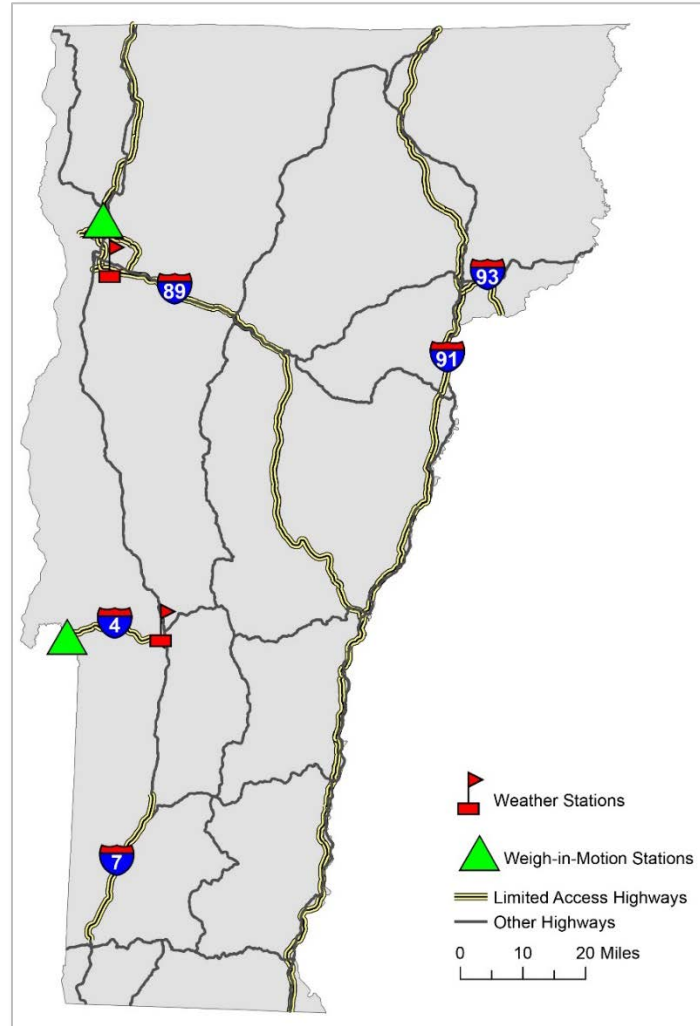 89
93
91
4
7
Weather Stations
Weigh-in-Motion Stations
Limited Access Highways
Other Highways
0 10 20 Miles